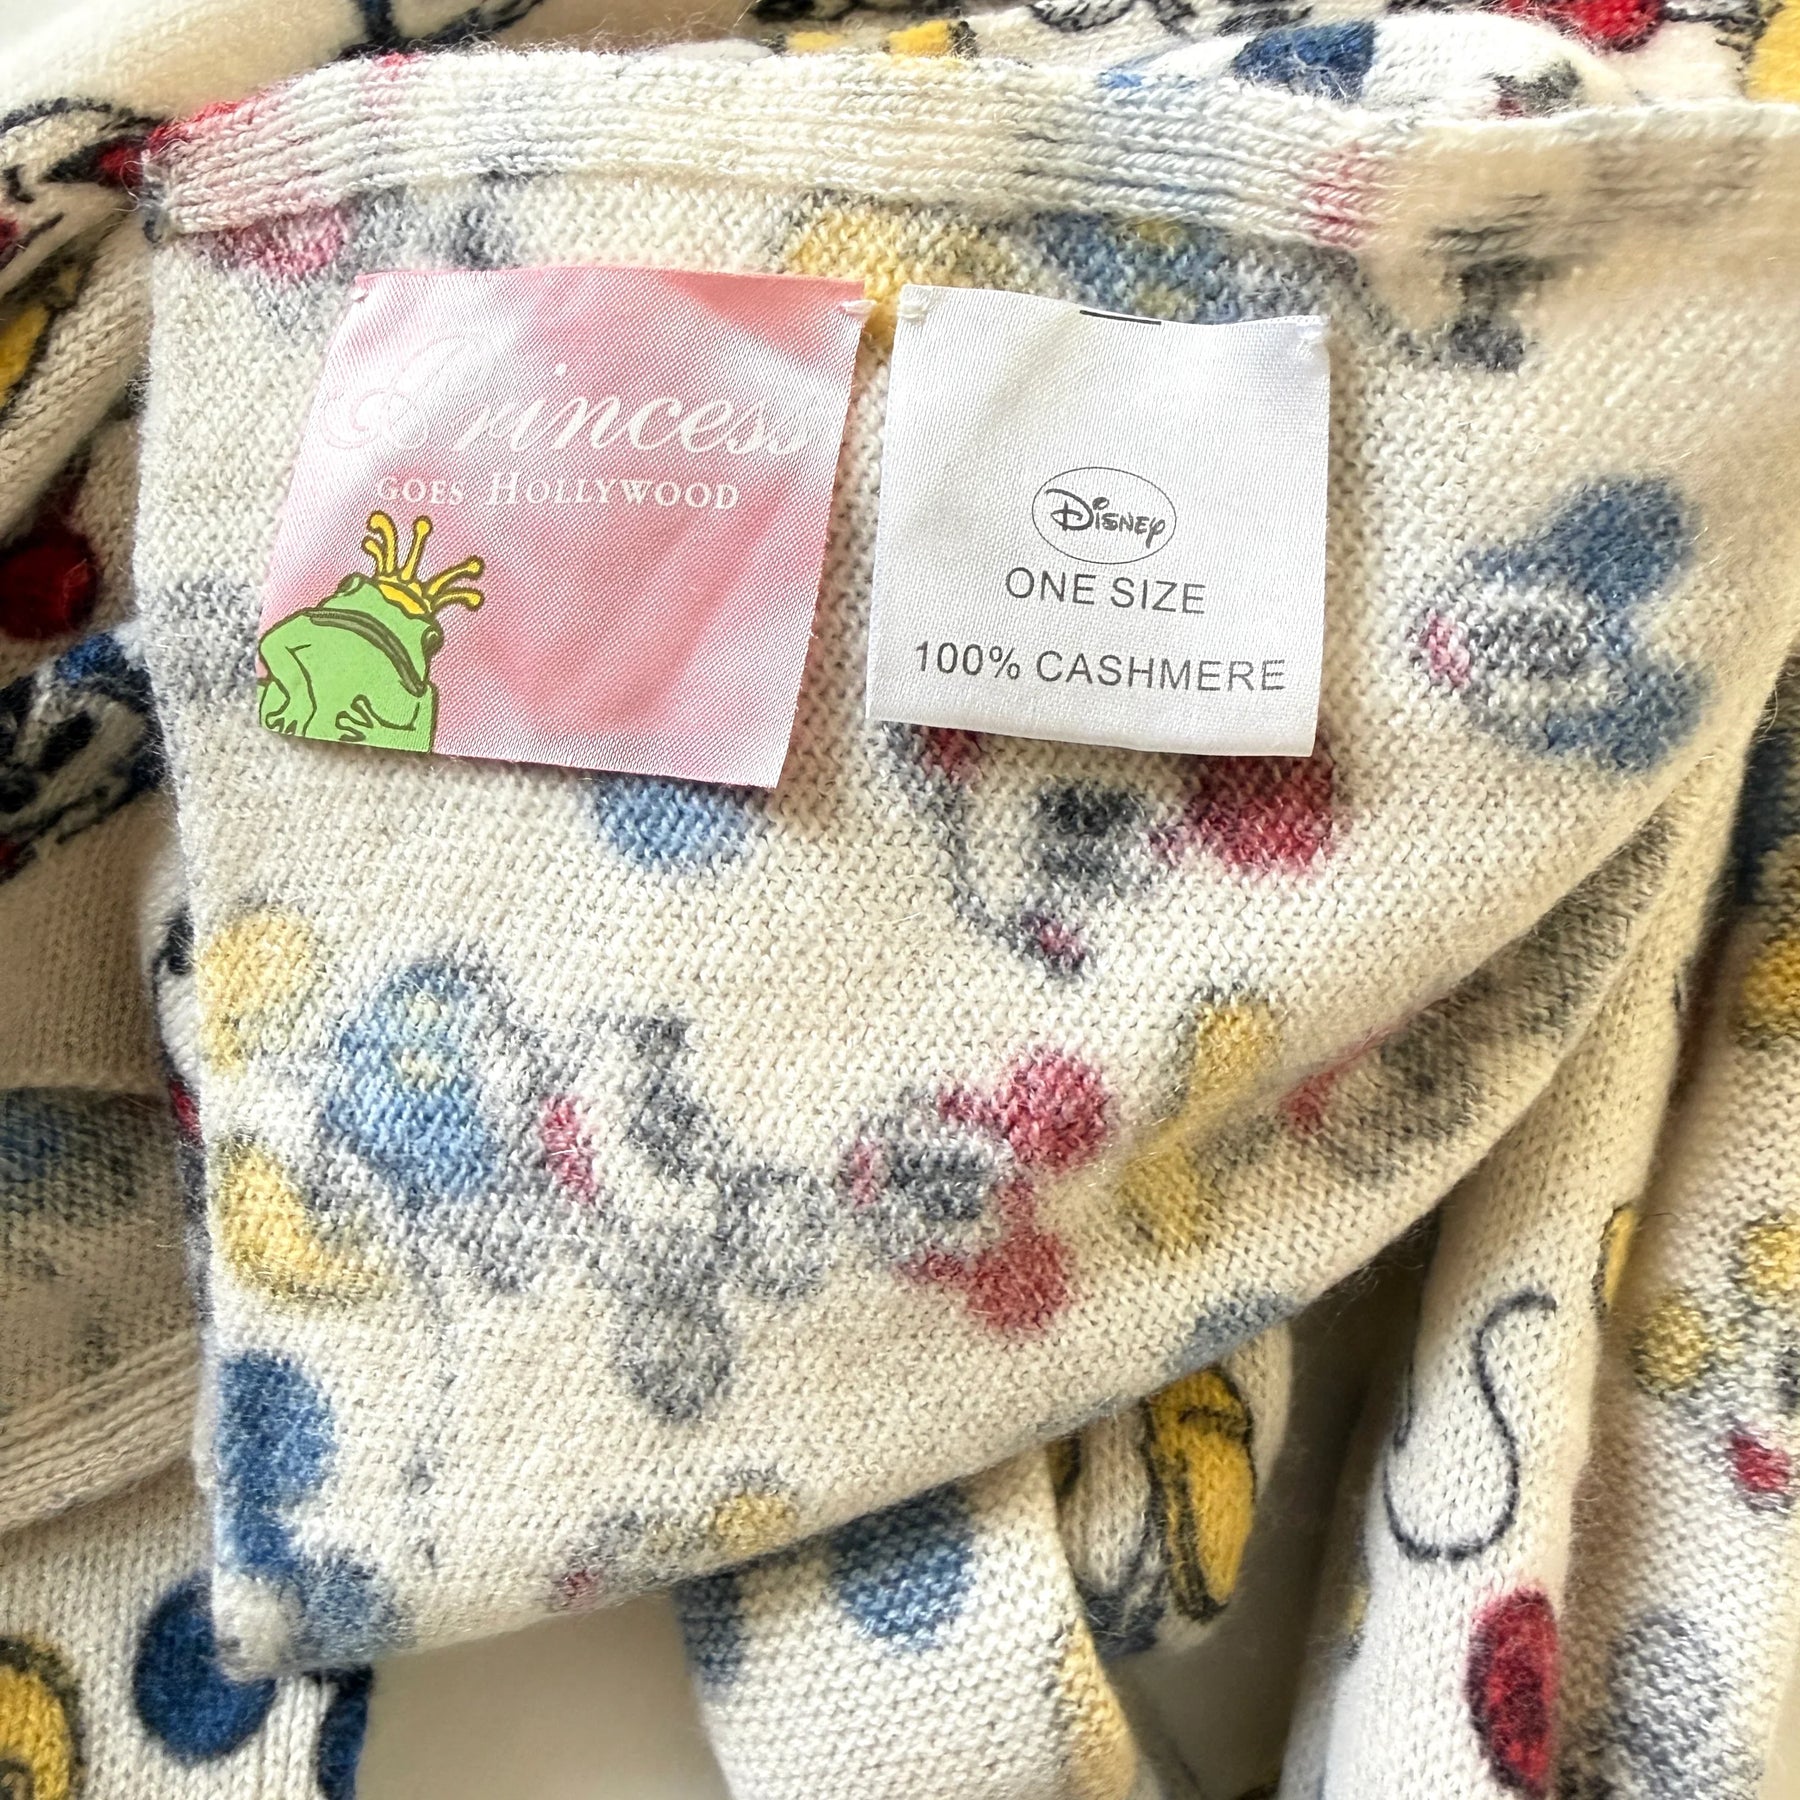 Princess
GOES HOLLYWOOD
Disney
ONE SIZE
100% CASHMERE